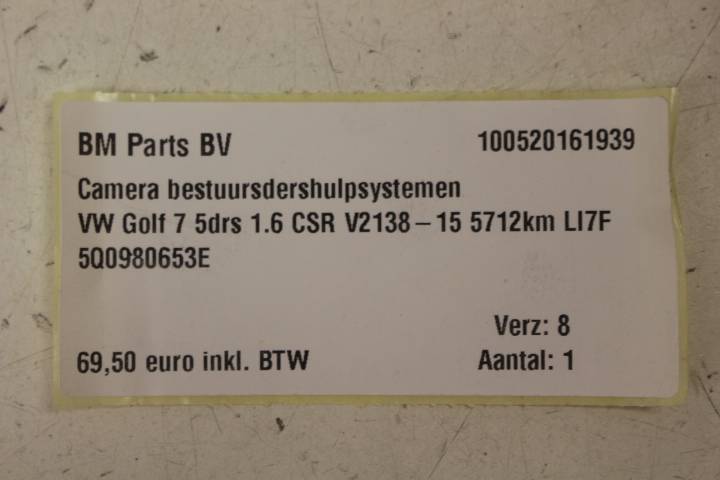 BM Parts BV 100520161939
Camera bestuursdershulpsystemen
VW Golf 7 5drs 1.6 CSR V2138-15 5712km LI7F
5Q0980653E
Verz: 8
69,50 euro inkl. BTW Aantal: 1